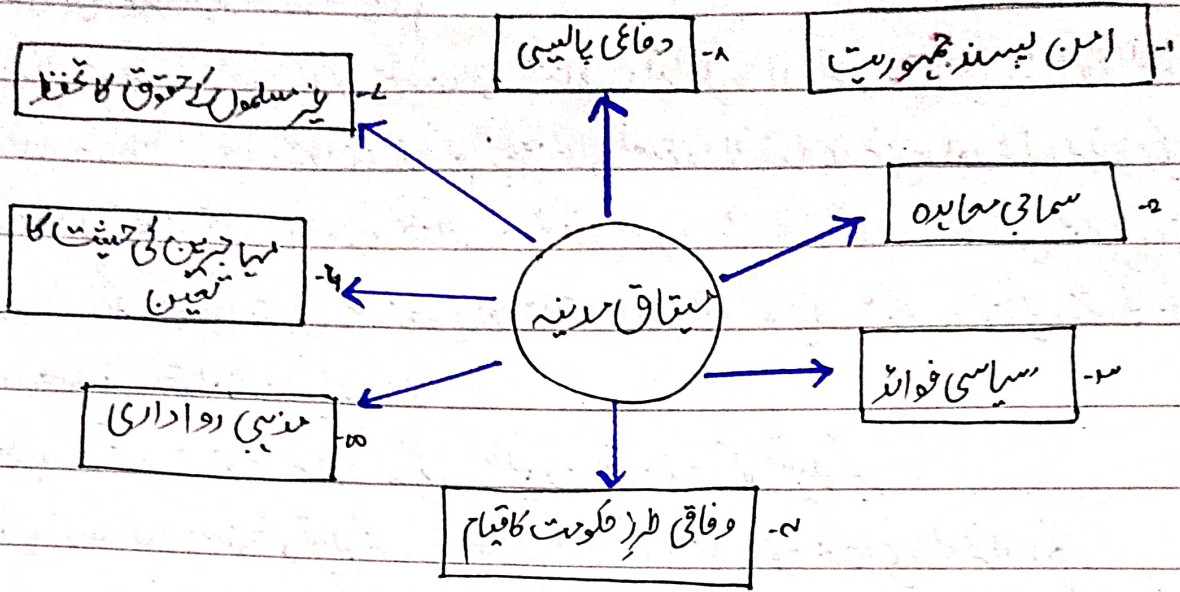 ۱- امن پسند جمہوریت
۲- سماجی معاہدہ
۳- سیاسی فوائد
۴- وفاقی طرزِ حکومت کا قیام
۵- مذہبی رواداری
۶- مہاجرین کی حیثیت کا
تعین
۷- غیر مسلموں کے حقوق کا تحفظ
۸- دفاعی پالیسی
میثاق مدینہ